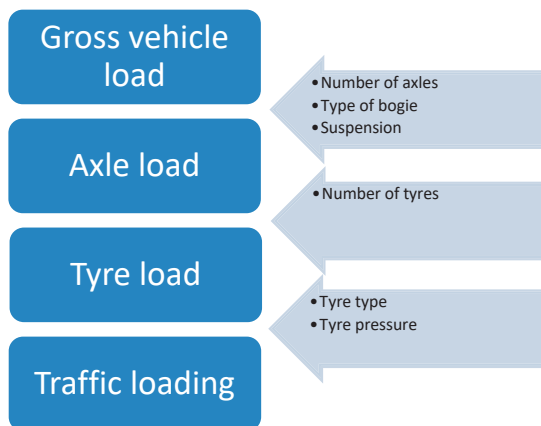 Gross vehicle
load
•Number of axles
•Type of bogie
•Suspension
Axle load
•Number of tyres
Tyre load
•Tyre type
•Tyre pressure
Traffic loading